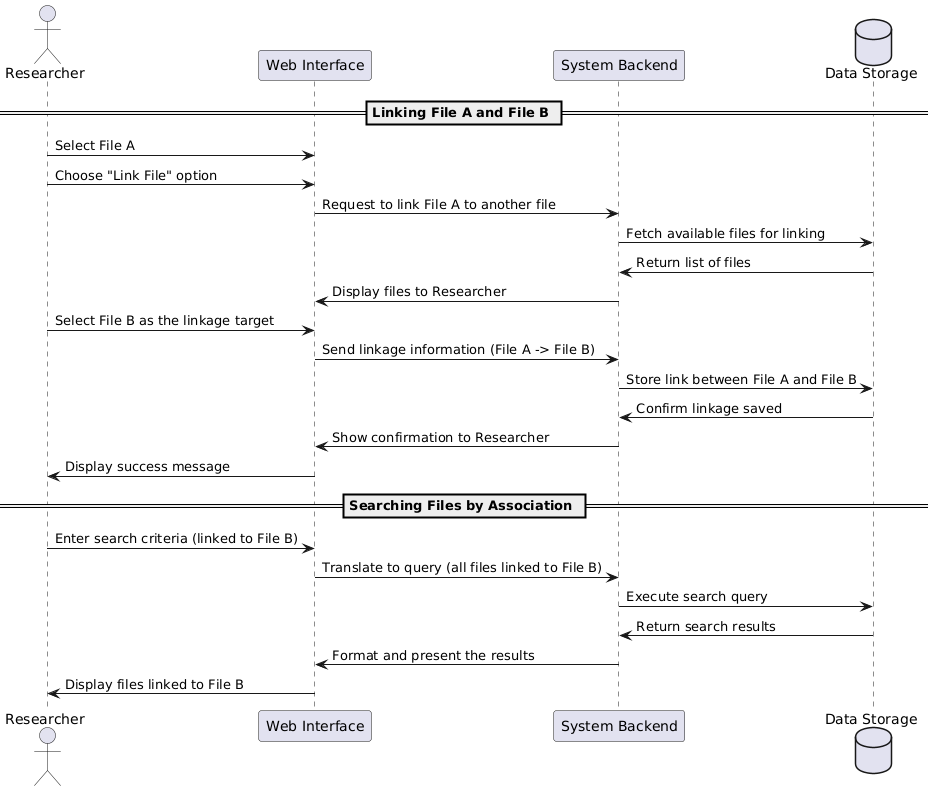 Researcher
Web Interface
System Backend
Data Storage
Linking File A and File B
Select File A
Choose "Link File" option
Request to link File A to another file
Fetch available files for linking
Return list of files
Display files to Researcher
Select File B as the linkage target
Send linkage information (File A -> File B)
Store link between File A and File B
Confirm linkage saved
Show confirmation to Researcher
Display success message
Searching Files by Association
Enter search criteria (linked to File B)
Translate to query (all files linked to File B)
Execute search query
Return search results
Format and present the results
Display files linked to File B
Researcher
Web Interface
System Backend
Data Storage